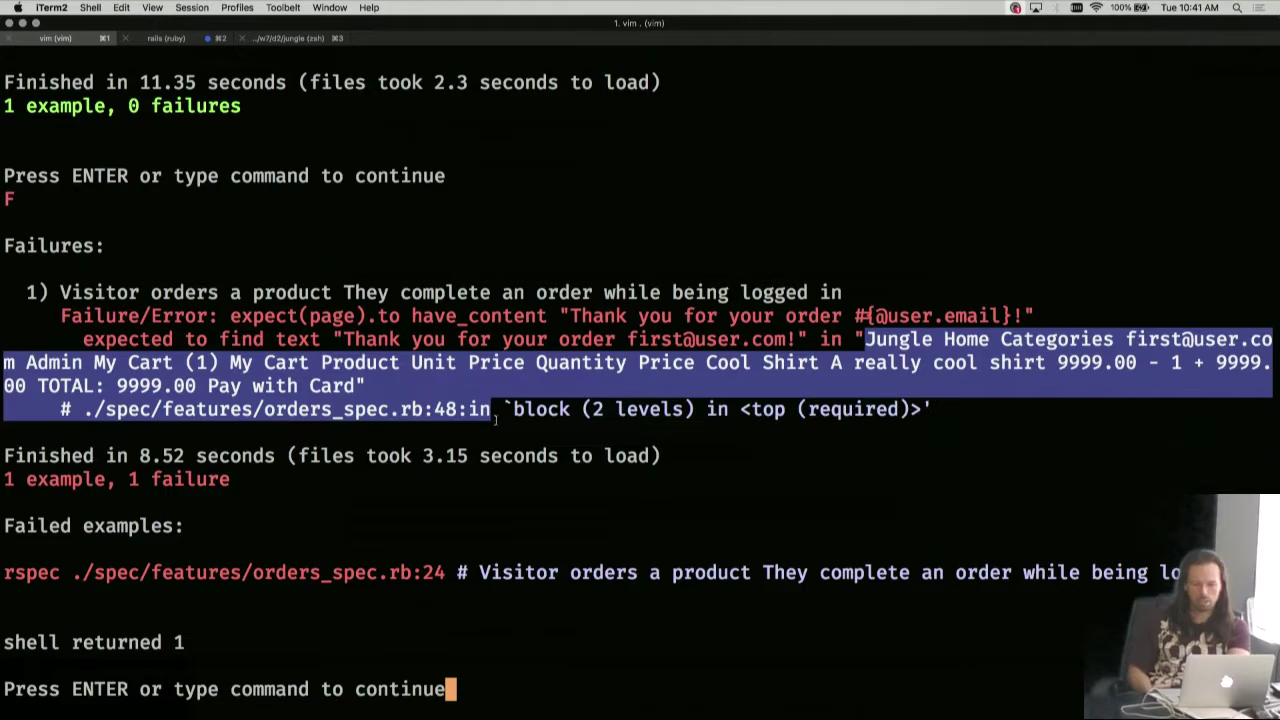 iTerm2 Shell Edit View Session Profiles Toolbelt Window Help 100% Tue 10:41 AM
1. vim . (vim)
vim (vim) ⌘1 rails (ruby) ⌘2 ../w7/d2/jungle (zsh) ⌘3
Finished in 11.35 seconds (files took 2.3 seconds to load)
1 example, 0 failures
Press ENTER or type command to continue
F
Failures:
1) Visitor orders a product They complete an order while being logged in
Failure/Error: expect(page).to have_content "Thank you for your order #{@user.email}!"
expected to find text "Thank you for your order first@user.com!" in "Jungle Home Categories first@user.co
m Admin My Cart (1) My Cart Product Unit Price Quantity Price Cool Shirt A really cool shirt 9999.00 - 1 + 9999.
00 TOTAL: 9999.00 Pay with Card"
# ./spec/features/orders_spec.rb:48:in `block (2 levels) in <top (required)>'
Finished in 8.52 seconds (files took 3.15 seconds to load)
1 example, 1 failure
Failed examples:
rspec ./spec/features/orders_spec.rb:24 # Visitor orders a product They complete an order while being lo
shell returned 1
Press ENTER or type command to continue